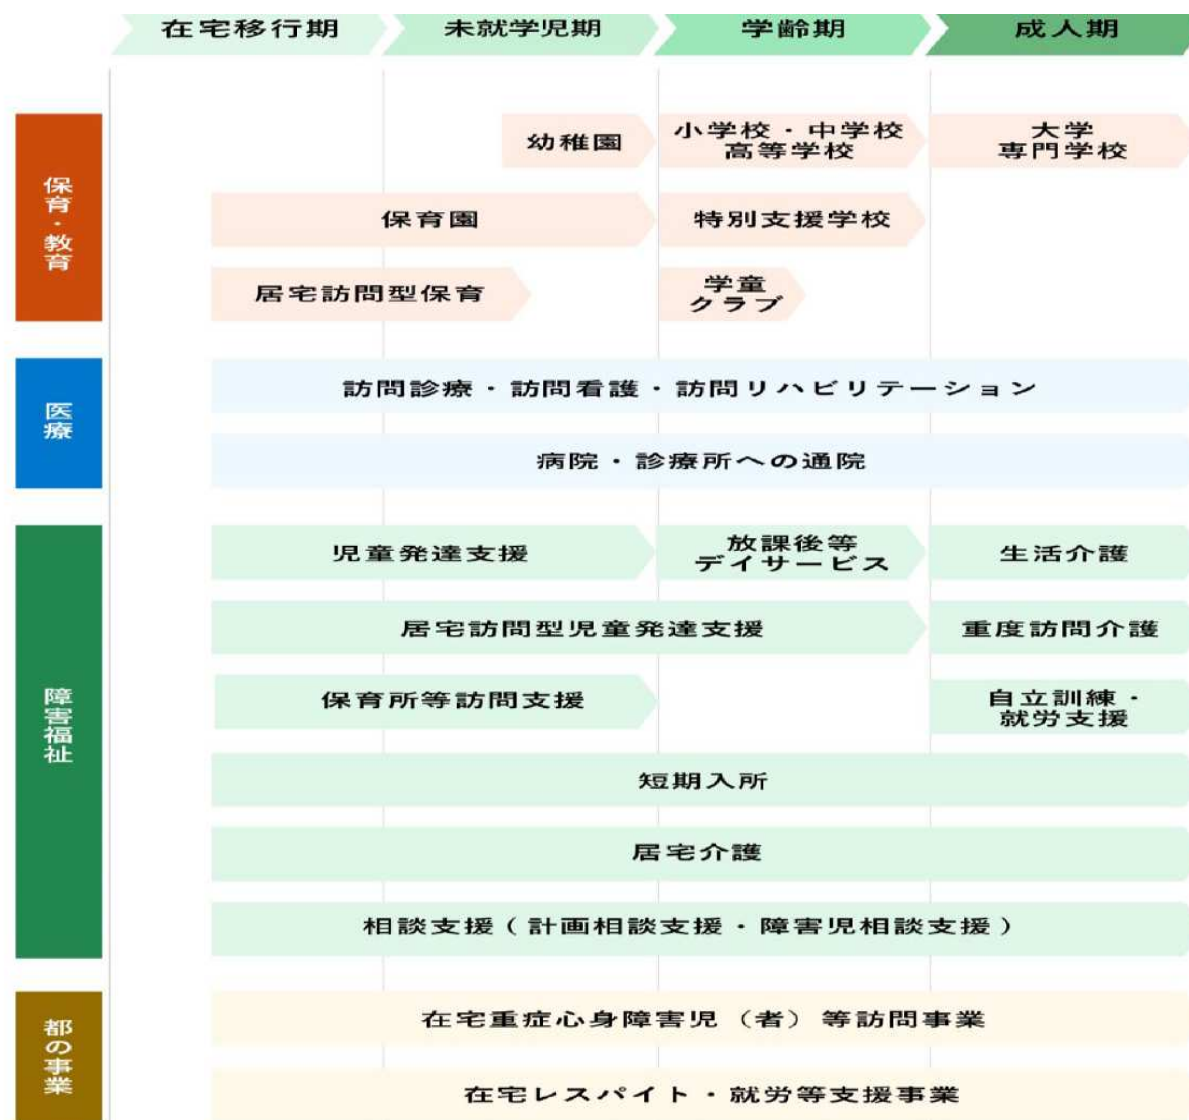 在宅移行期
未就学児期
学齢期
成人期
保育・教育
幼稚園
小学校・中学校
高等学校
大学
専門学校
保育園
特別支援学校
居宅訪問型保育
学童
クラブ
医療
訪問診療・訪問看護・訪問リハビリテーション
病院・診療所への通院
障害福祉
児童発達支援
放課後等
デイサービス
生活介護
居宅訪問型児童発達支援
重度訪問介護
保育所等訪問支援
自立訓練・
就労支援
短期入所
居宅介護
相談支援（計画相談支援・障害児相談支援）
都の事業
在宅重症心身障害児（者）等訪問事業
在宅レスパイト・就労等支援事業